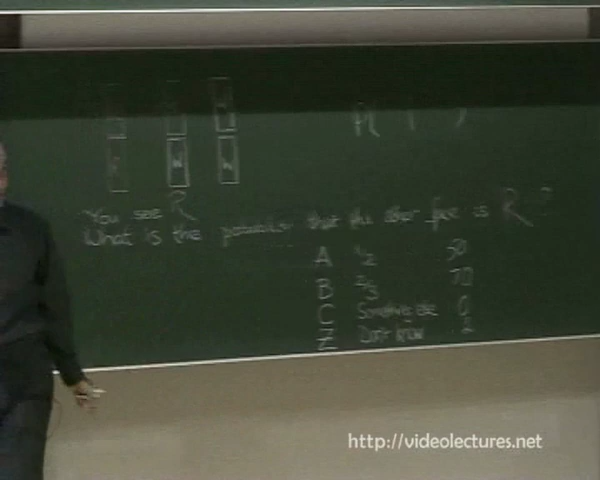 W W
You see R
What is the probability that the other face is R?
A 1/2 50
B 2/3
C Something else 0
Z Don't know 2
http://videolectures.net